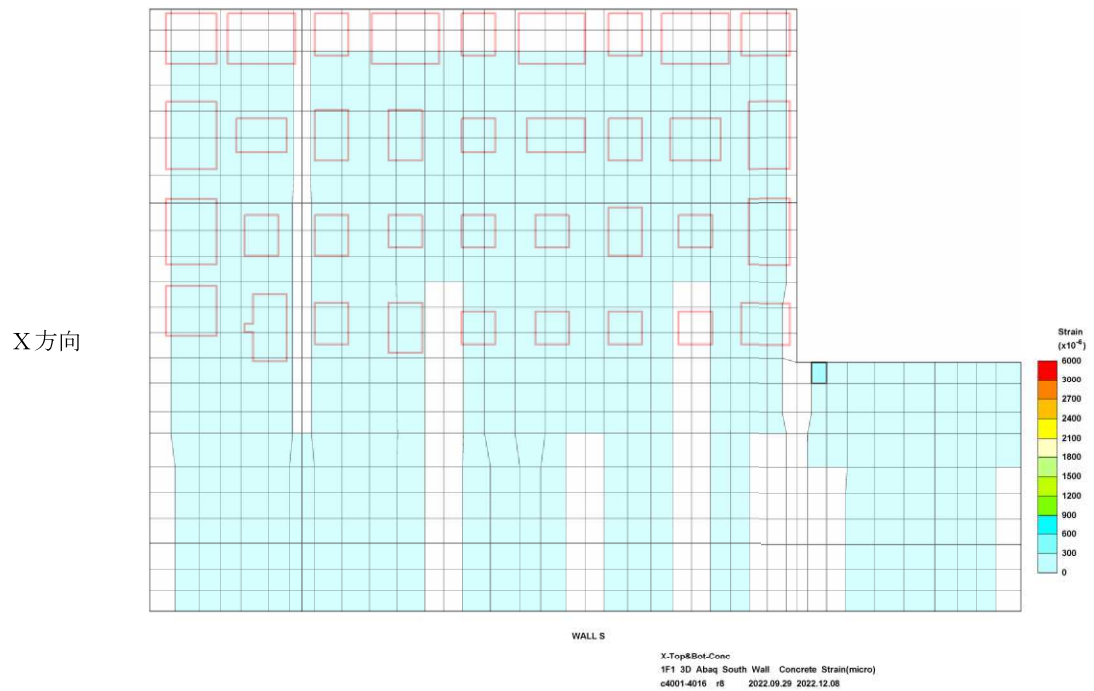 X方向
Strain
(x10⁻⁶)
6000
3000
2700
2400
2100
1800
1500
1200
900
600
300
0
WALL S
X-Top&Bot-Conc
1F1 3D Abaq South Wall Concrete Strain(micro)
c4001-4016 r8 2022.09.29 2022.12.08